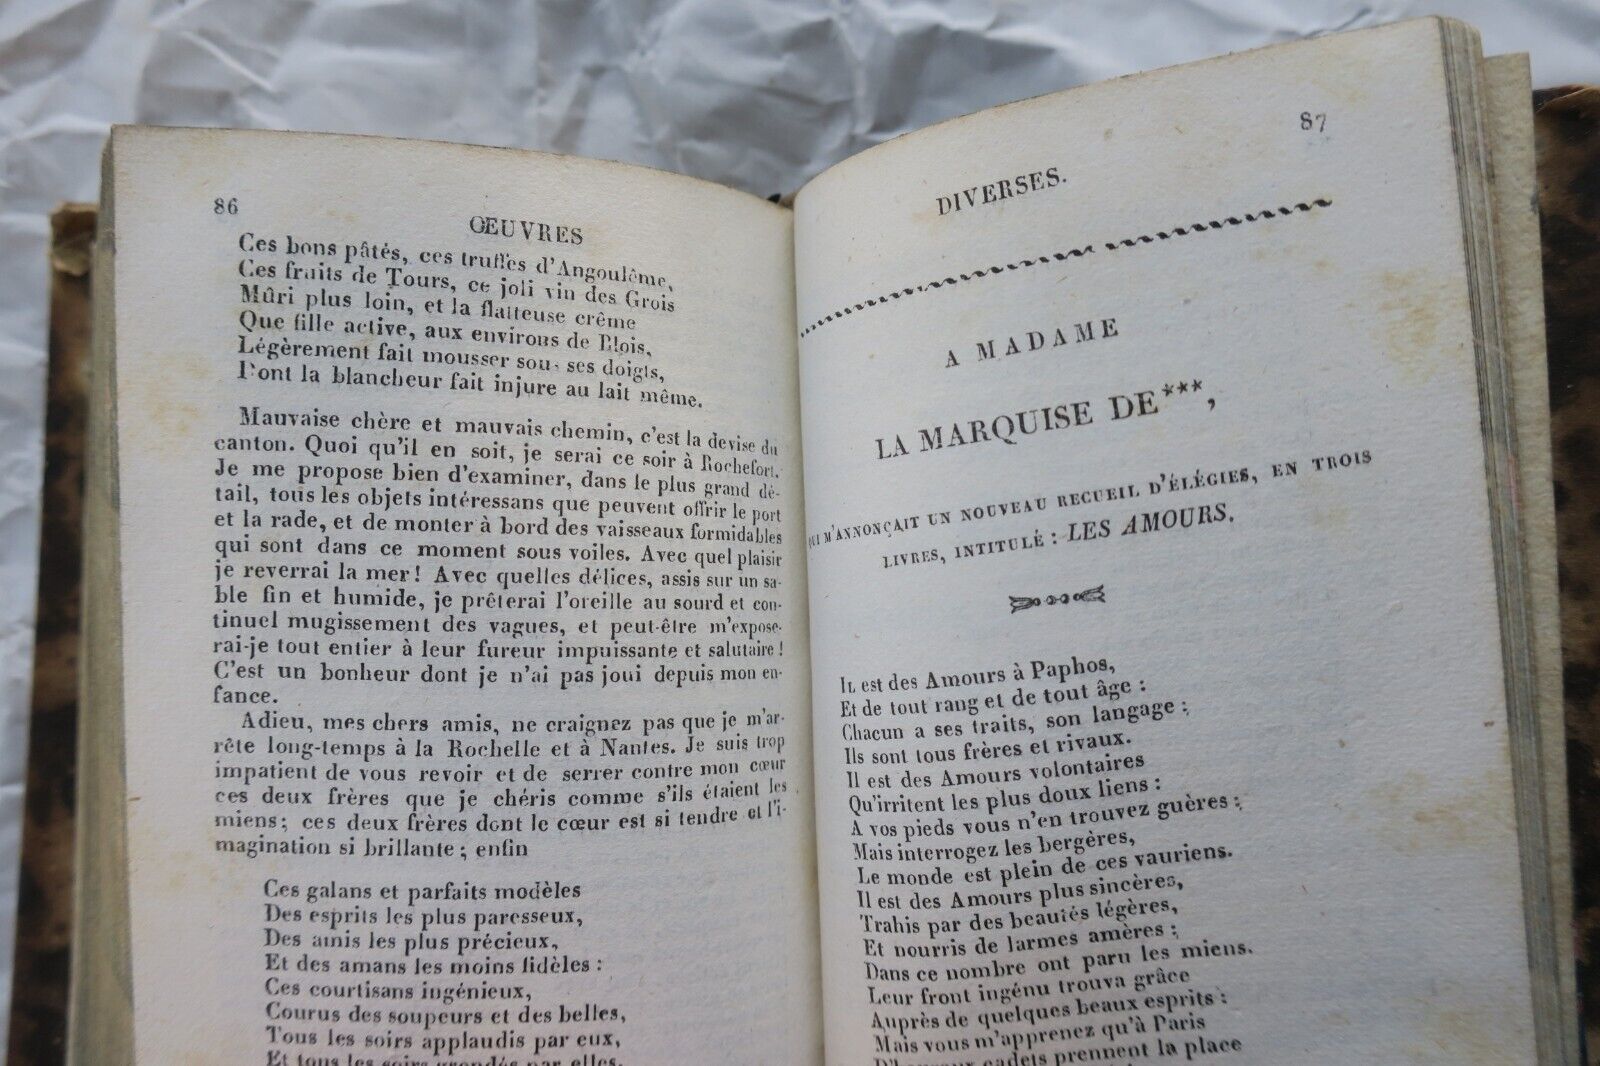 86
ŒUVRES
Ces bons pâtés, ces truffes d'Angoulême,
Ces fruits de Tours, ce joli vin des Grois
Mûri plus loin, et la flatteuse crême
Que fille active, aux environs de Blois,
Légèrement fait mousser sous ses doigts,
Dont la blancheur fait injure au lait même.
Mauvaise chère et mauvais chemin, c'est la devise du
canton. Quoi qu'il en soit, je serai ce soir à Rochefort.
Je me propose bien d'examiner, dans le plus grand dé-
tail, tous les objets intéressans que peuvent offrir le port
et la rade, et de monter à bord des vaisseaux formidables
qui sont dans ce moment sous voiles. Avec quel plaisir
je reverrai la mer! Avec quelles délices, assis sur un sa-
ble fin et humide, je prêterai l'oreille au sourd et con-
tinuel mugissement des vagues, et peut-être m'expose-
rai-je tout entier à leur fureur impuissante et salutaire!
C'est un bonheur dont je n'ai pas joui depuis mon en-
fance.
Adieu, mes chers amis, ne craignez pas que je m'ar-
rête long-temps à la Rochelle et à Nantes. Je suis trop
impatient de vous revoir et de serrer contre mon cœur
ces deux frères que je chéris comme s'ils étaient les
miens; ces deux frères dont le cœur est si tendre et l'i-
magination si brillante; enfin
Ces galans et parfaits modèles
Des esprits les plus paresseux,
Des amis les plus précieux,
Et des amans les moins fidèles:
Ces courtisans ingénieux,
Courus des soupeurs et des belles,
Tous les soirs applaudis par eux,
Et tous les soirs grondés par elles.
87
DIVERSES.
A MADAME
LA MARQUISE DE***,
QUI M'ANNONÇAIT UN NOUVEAU RECUEIL D'ÉLÉGIES, EN TROIS
LIVRES, INTITULÉ: LES AMOURS.
IL est des Amours à Paphos,
Et de tout rang et de tout âge:
Chacun a ses traits, son langage;
Ils sont tous frères et rivaux.
Il est des Amours volontaires
Qu'irritent les plus doux liens:
A vos pieds vous n'en trouvez guères;
Mais interrogez les bergères,
Le monde est plein de ces vauriens.
Il est des Amours plus sincères,
Trahis par des beautés légères,
Et nourris de larmes amères;
Dans ce nombre ont paru les miens.
Leur front ingénu trouva grâce
Auprès de quelques beaux esprits:
Mais vous m'apprenez qu'à Paris
D'heureux cadets prennent la place